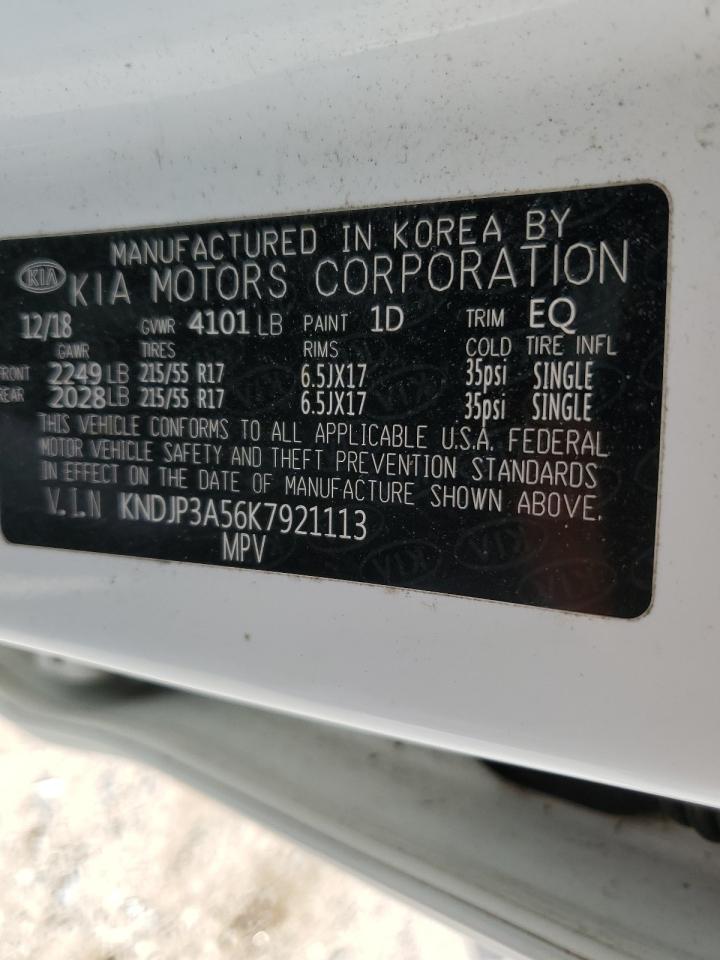 MANUFACTURED IN KOREA BY
KIA KIA MOTORS CORPORATION
12/18 GVWR 4101 LB PAINT 1D TRIM EQ
GAWR TIRES RIMS COLD TIRE INFL
FRONT 2249 LB 215/55 R17 6.5JX17 35psi SINGLE
REAR 2028 LB 215/55 R17 6.5JX17 35psi SINGLE
THIS VEHICLE CONFORMS TO ALL APPLICABLE U.S.A. FEDERAL
MOTOR VEHICLE SAFETY AND THEFT PREVENTION STANDARDS
IN EFFECT ON THE DATE OF MANUFACTURE SHOWN ABOVE.
V.I.N KNDJP3A56K7921113
MPV